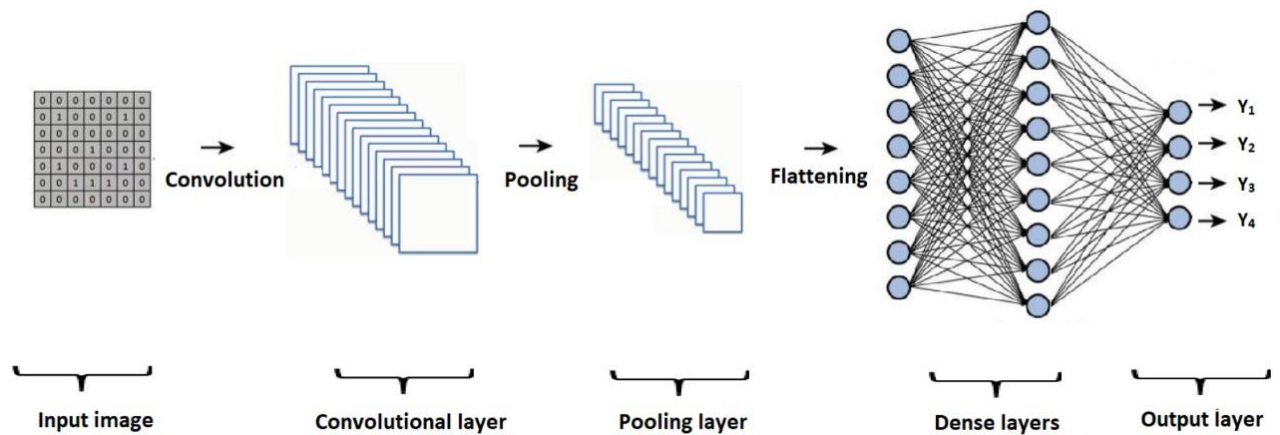 0 0 0 0 0 0 0
0 1 0 0 0 1 0
0 0 0 0 0 0 0
0 0 0 1 0 0 0
0 1 0 0 0 1 0
0 0 1 1 1 0 0
0 0 0 0 0 0 0
Convolution
Pooling
Flattening
Y₁
Y₂
Y₃
Y₄
Input image
Convolutional layer
Pooling layer
Dense layers
Output layer